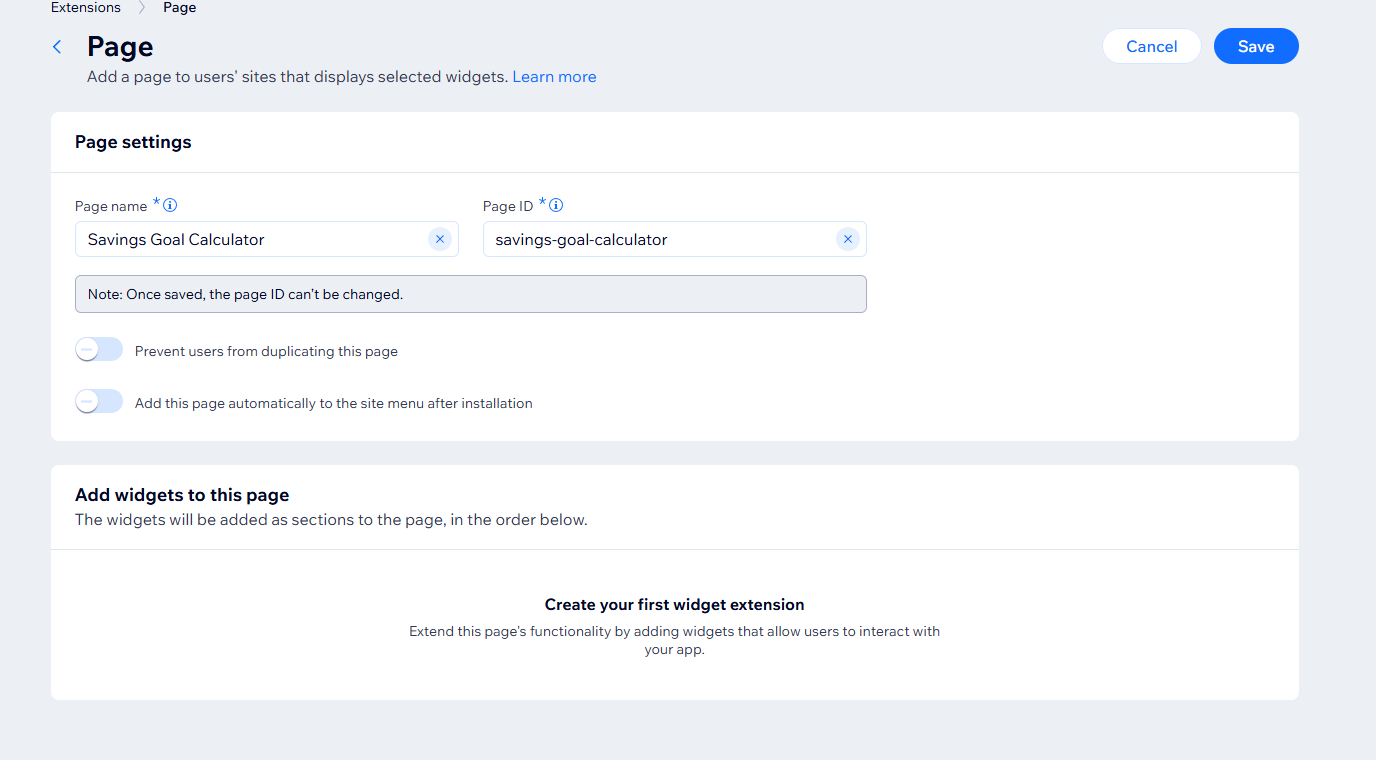 Extensions Page
Page
Cancel
Save
Add a page to users' sites that displays selected widgets. Learn more
Page settings
Page name *
Page ID *
Savings Goal Calculator
savings-goal-calculator
Note: Once saved, the page ID can't be changed.
Prevent users from duplicating this page
Add this page automatically to the site menu after installation
Add widgets to this page
The widgets will be added as sections to the page, in the order below.
Create your first widget extension
Extend this page's functionality by adding widgets that allow users to interact with
your app.